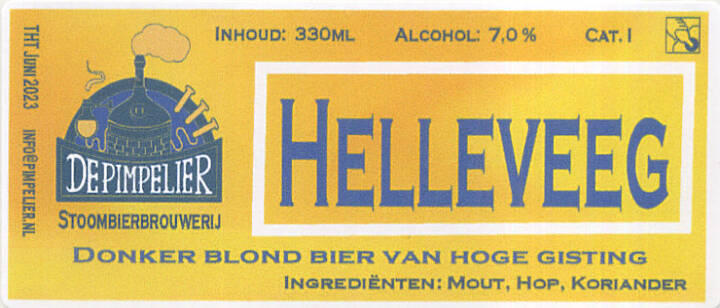 INHOUD: 330ML ALCOHOL: 7,0% CAT. I
THT JUNI 2023 INFO@PIMPELIER.NL
DE PIMPELIER
STOOMBIERBROUWERIJ
HELLEVEEG
DONKER BLOND BIER VAN HOGE GISTING
INGREDIËNTEN: MOUT, HOP, KORIANDER